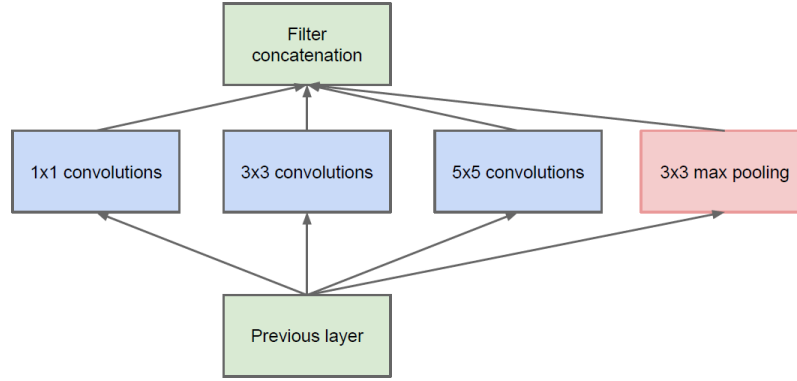 Filter
concatenation
1x1 convolutions
3x3 convolutions
5x5 convolutions
3x3 max pooling
Previous layer